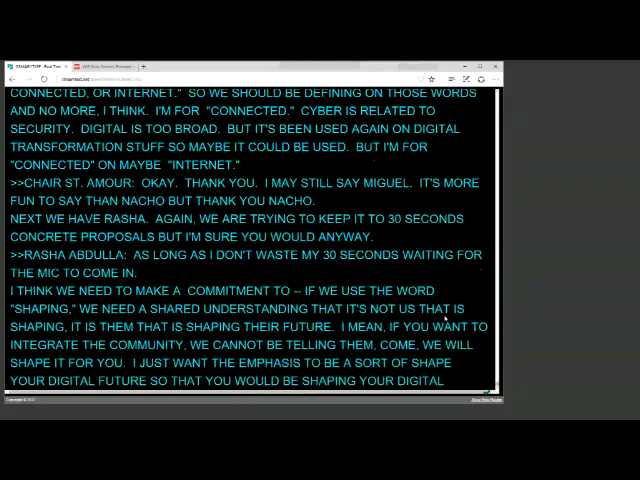 CONNECTED, OR INTERNET."  SO WE SHOULD BE DEFINING ON THOSE WORDS
AND NO MORE, I THINK.  I'M FOR  "CONNECTED."  CYBER IS RELATED TO
SECURITY.  DIGITAL IS TOO BROAD.  BUT IT'S BEEN USED AGAIN ON DIGITAL
TRANSFORMATION STUFF SO MAYBE IT COULD BE USED.  BUT I'M FOR
"CONNECTED" ON MAYBE  "INTERNET."
>>CHAIR ST. AMOUR:  OKAY.  THANK YOU.  I MAY STILL SAY MIGUEL.  IT'S MORE
FUN TO SAY THAN NACHO BUT THANK YOU NACHO.
NEXT WE HAVE RASHA.  AGAIN, WE ARE TRYING TO KEEP IT TO 30 SECONDS
CONCRETE PROPOSALS BUT I'M SURE YOU WOULD ANYWAY.
>>RASHA ABDULLA:  AS LONG AS I DON'T WASTE MY 30 SECONDS WAITING FOR
THE MIC TO COME IN.
I THINK WE NEED TO MAKE A  COMMITMENT TO -- IF WE USE THE WORD
"SHAPING," WE NEED A SHARED UNDERSTANDING THAT IT'S NOT US THAT IS
SHAPING, IT IS THEM THAT IS SHAPING THEIR FUTURE.  I MEAN, IF YOU WANT TO
INTEGRATE THE COMMUNITY, WE CANNOT BE TELLING THEM, COME, WE WILL
SHAPE IT FOR YOU.  I JUST WANT THE EMPHASIS TO BE A SORT OF SHAPE
YOUR DIGITAL FUTURE SO THAT YOU WOULD BE SHAPING YOUR DIGITAL